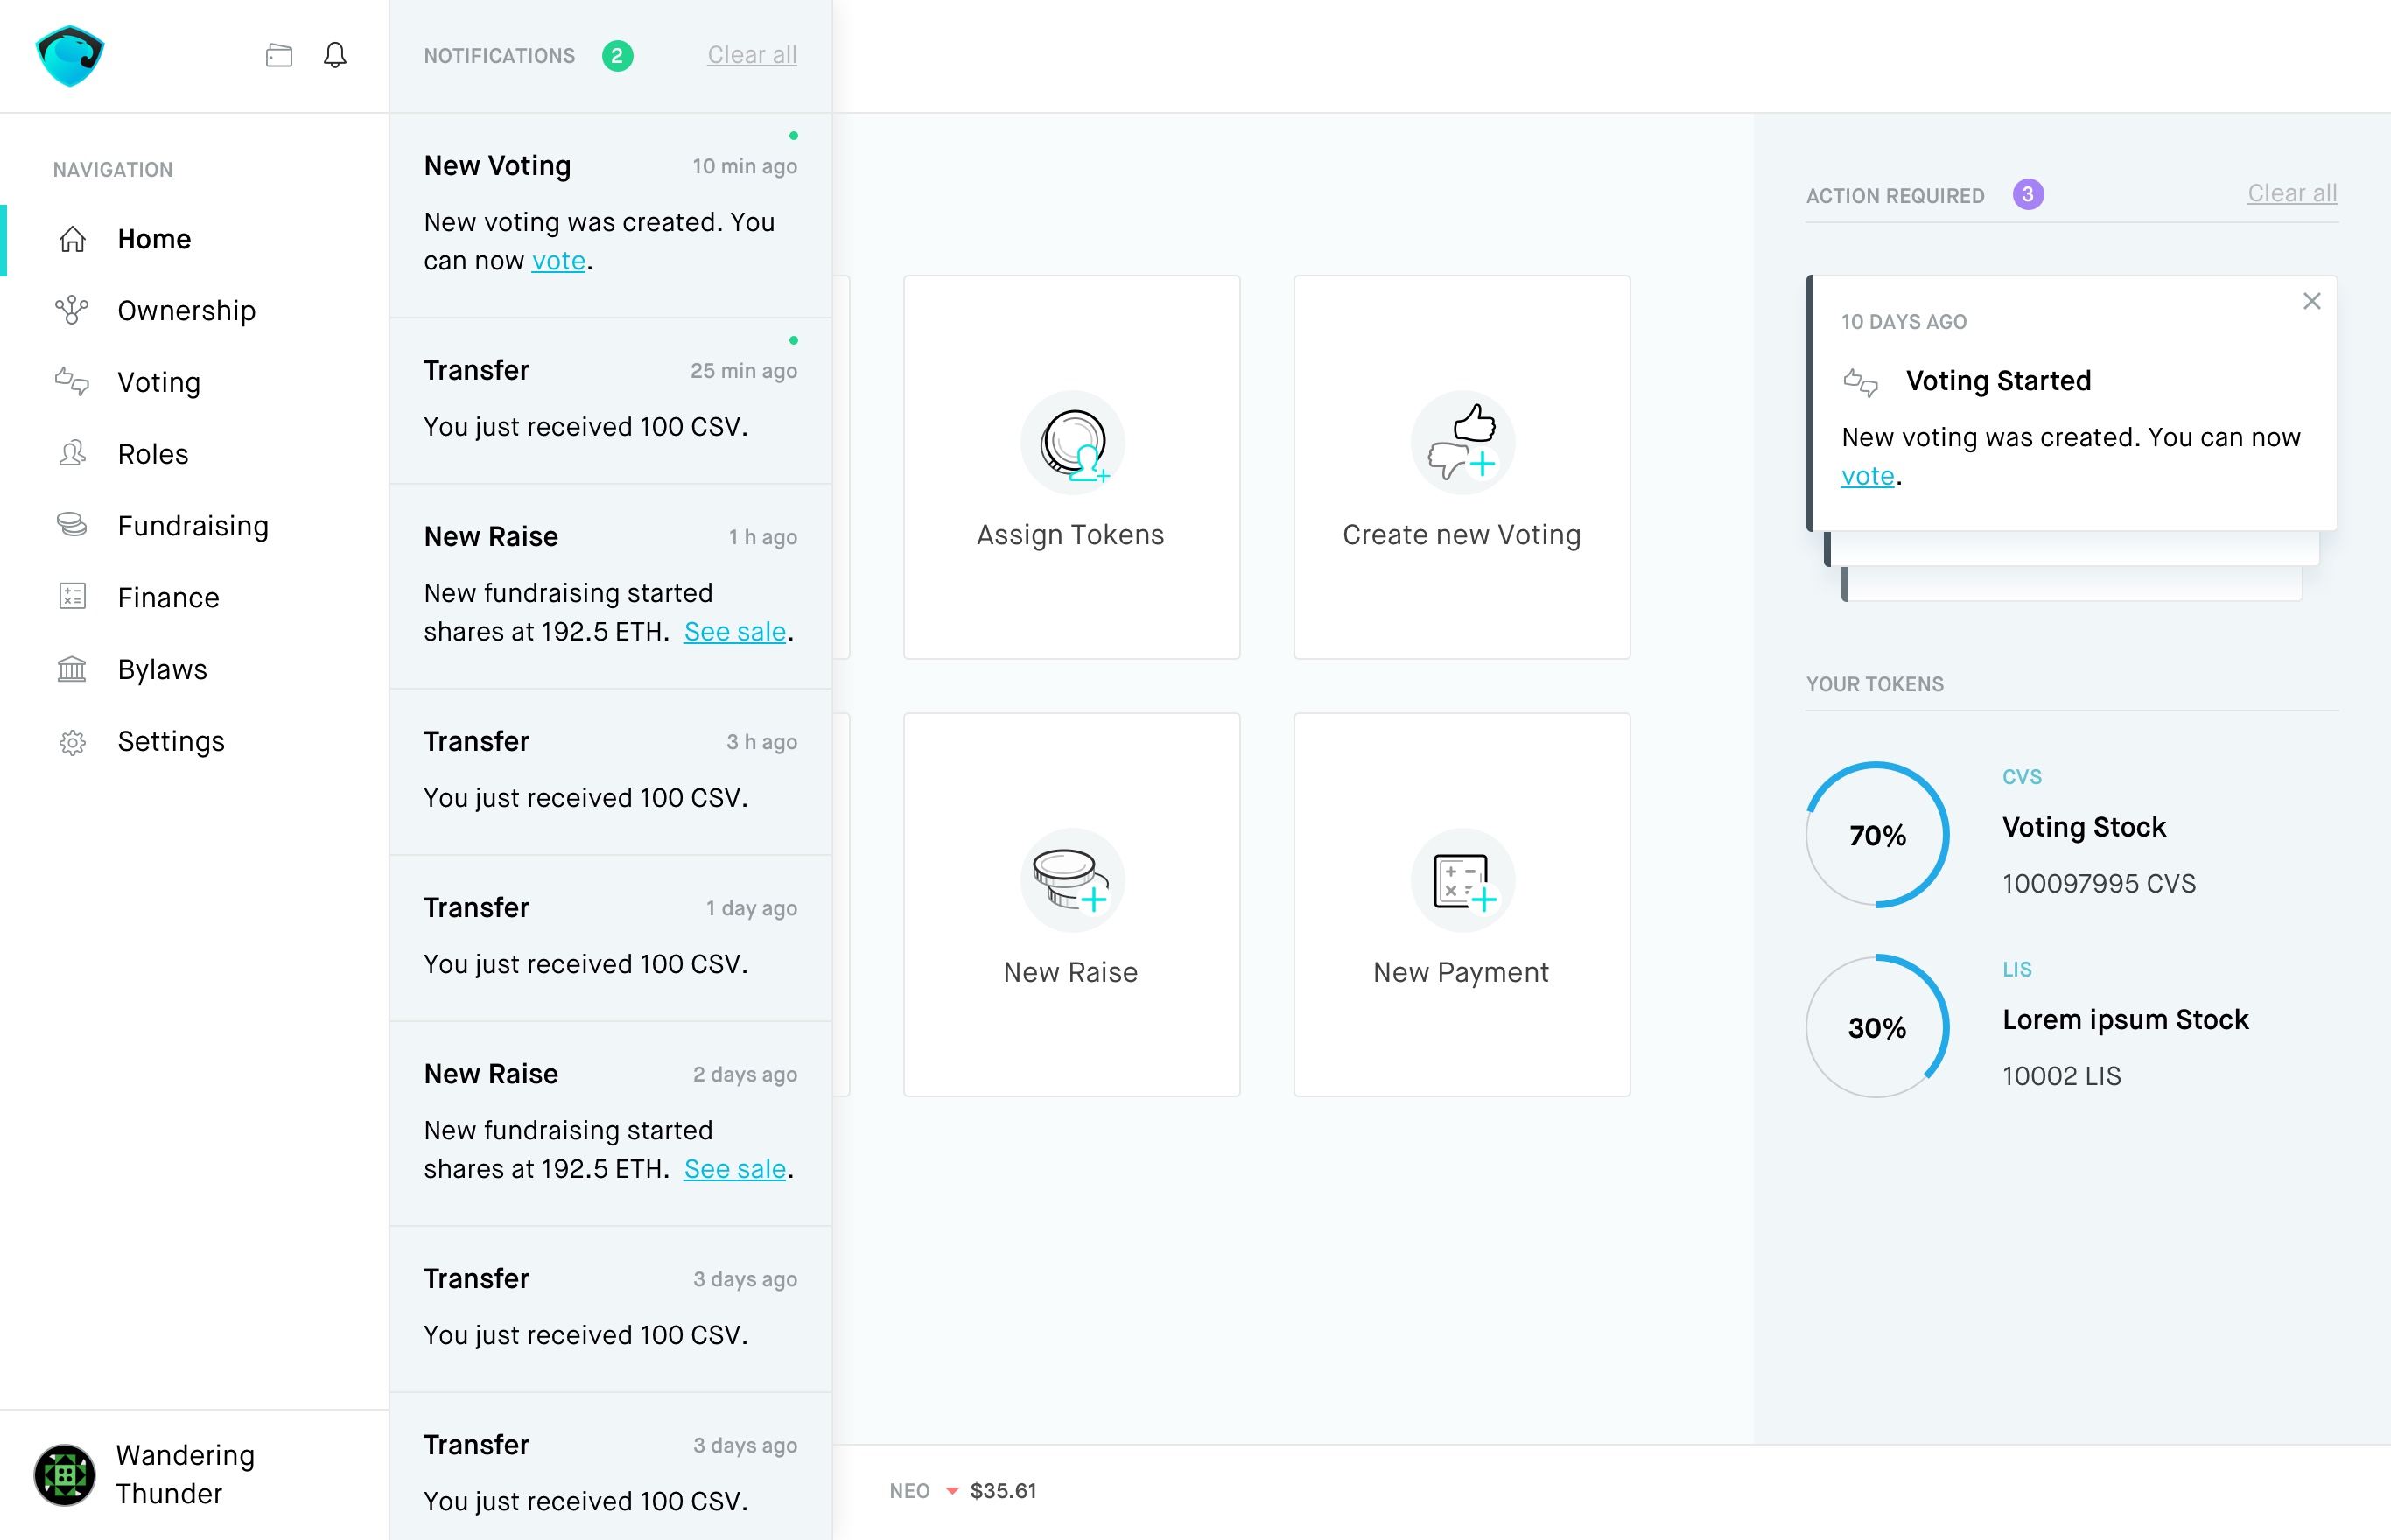 NAVIGATION
Home
Ownership
Voting
Roles
Fundraising
Finance
Bylaws
Settings
Wandering
Thunder
NOTIFICATIONS 2 Clear all
New Voting 10 min ago
New voting was created. You
can now vote.
Transfer 25 min ago
You just received 100 CSV.
New Raise 1 h ago
New fundraising started
shares at 192.5 ETH. See sale.
Transfer 3 h ago
You just received 100 CSV.
Transfer 1 day ago
You just received 100 CSV.
New Raise 2 days ago
New fundraising started
shares at 192.5 ETH. See sale.
Transfer 3 days ago
You just received 100 CSV.
Transfer 3 days ago
You just received 100 CSV.
Assign Tokens
Create new Voting
New Raise
New Payment
NEO $35.61
ACTION REQUIRED 3 Clear all
10 DAYS AGO
Voting Started
New voting was created. You can now
vote.
YOUR TOKENS
70%
CVS
Voting Stock
100097995 CVS
30%
LIS
Lorem ipsum Stock
10002 LIS